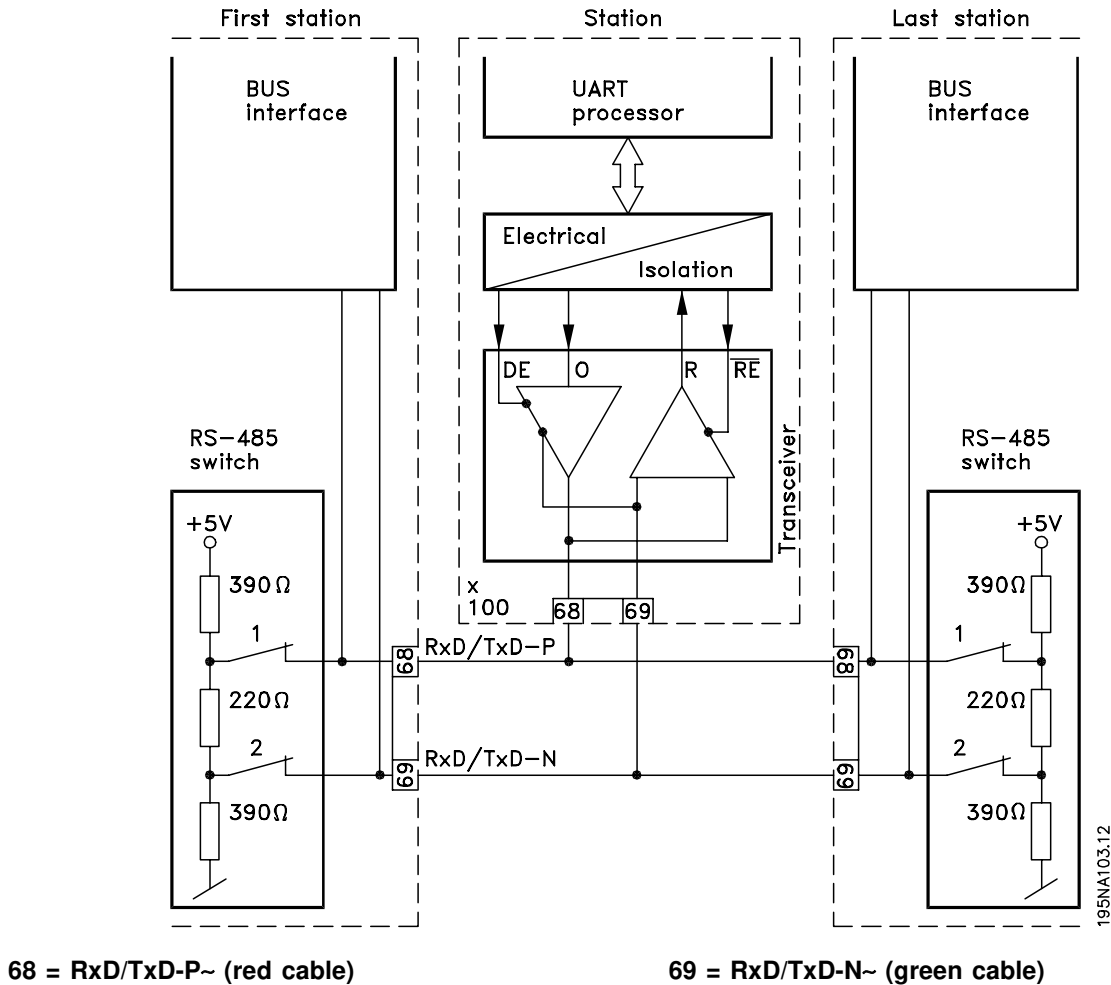 First station
Station
Last station
BUS
interface
UART
processor
BUS
interface
Electrical
Isolation
DE
O
R
RE
Transceiver
RS-485
switch
RS-485
switch
+5V
390Ω
1
220Ω
2
390Ω
x
100
68
69
68
RxD/TxD-P
69
RxD/TxD-N
68
69
+5V
390Ω
1
220Ω
2
390Ω
195NA103.12
68 = RxD/TxD-P~ (red cable)
69 = RxD/TxD-N~ (green cable)